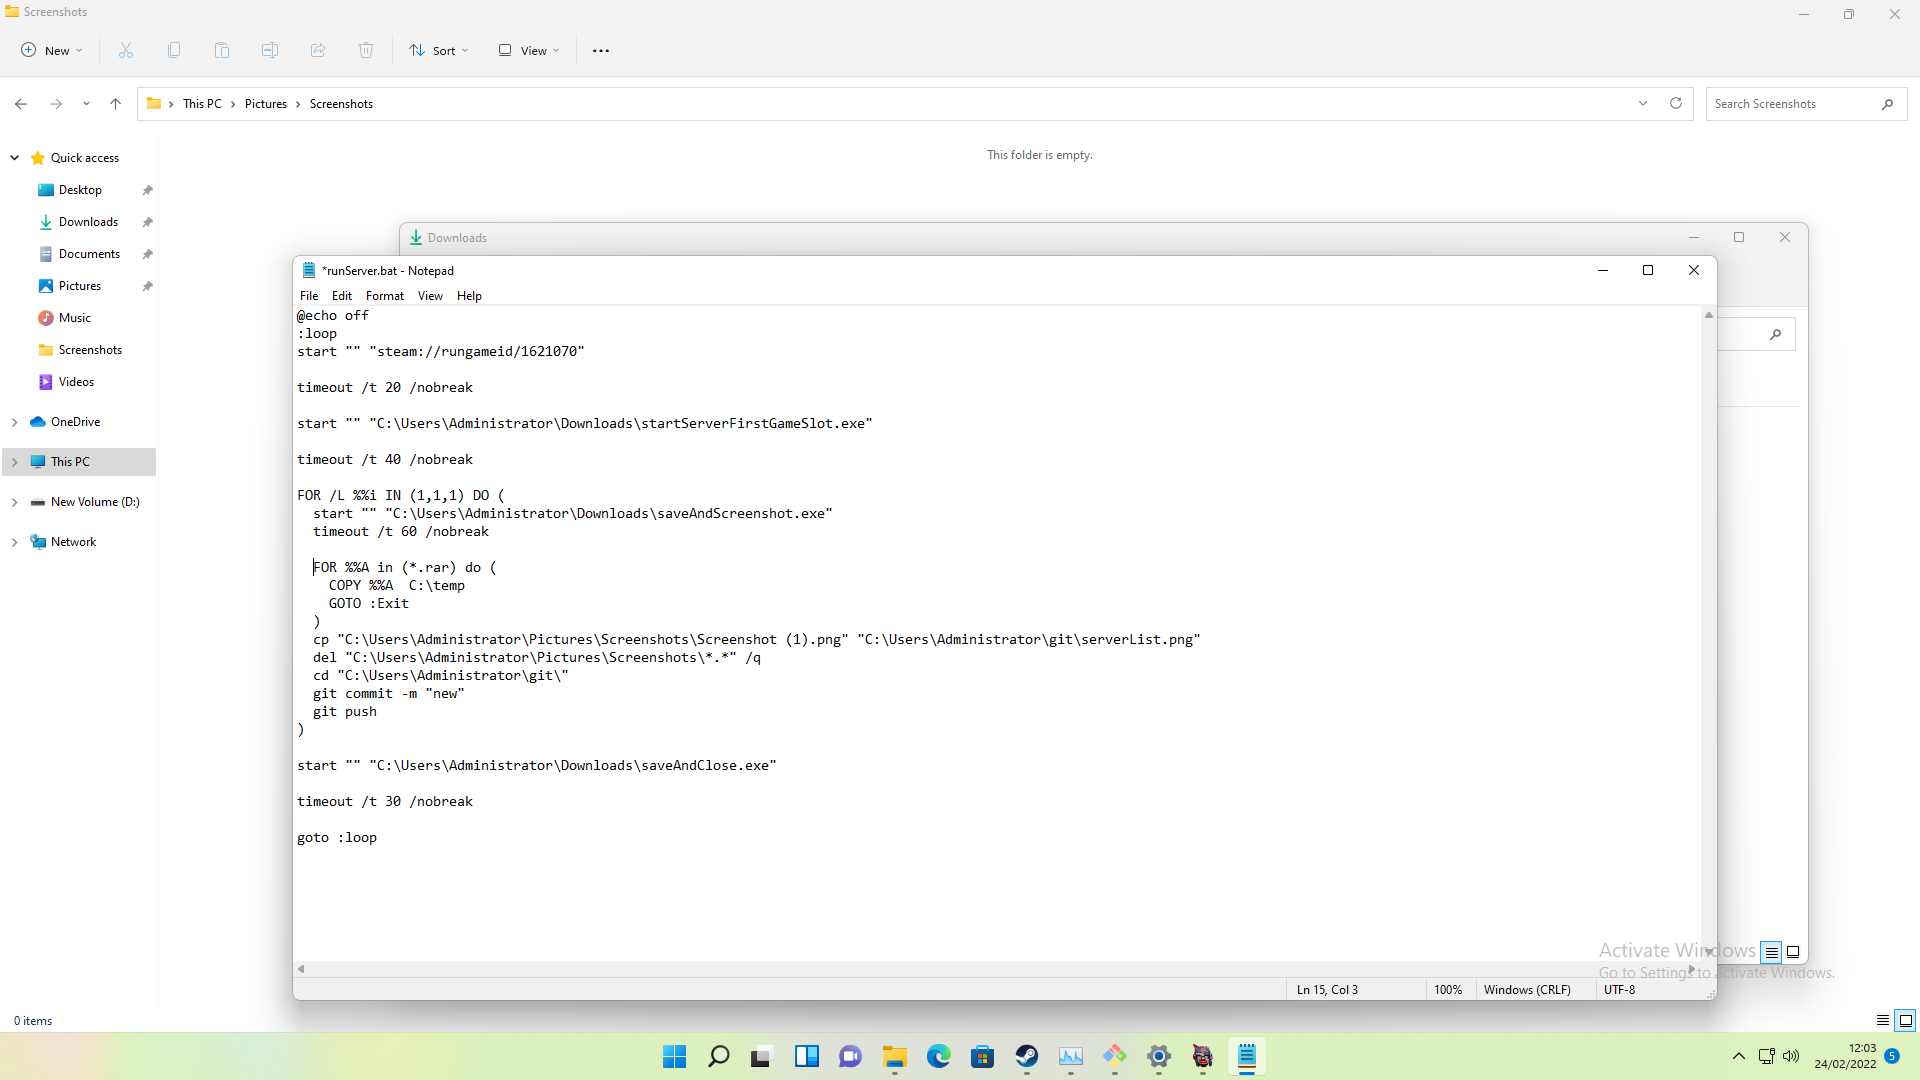 Screenshots
New
Sort
View
This PC
Pictures
Screenshots
Search Screenshots
Quick access
Desktop
Downloads
Documents
Pictures
Music
Screenshots
Videos
OneDrive
This PC
New Volume (D:)
Network
This folder is empty.
Downloads
*runServer.bat - Notepad
File Edit Format View Help
@echo off
:loop
start "" "steam://rungameid/1621070"
timeout /t 20 /nobreak
start "" "C:\Users\Administrator\Downloads\startServerFirstGameSlot.exe"
timeout /t 40 /nobreak
FOR /L %%i IN (1,1,1) DO (
start "" "C:\Users\Administrator\Downloads\saveAndScreenshot.exe"
timeout /t 60 /nobreak
FOR %%A in (*.rar) do (
COPY %%A  C:\temp
GOTO :Exit
)
cp "C:\Users\Administrator\Pictures\Screenshots\Screenshot (1).png" "C:\Users\Administrator\git\serverList.png"
del "C:\Users\Administrator\Pictures\Screenshots\*.*" /q
cd "C:\Users\Administrator\git\"
git commit -m "new"
git push
)
start "" "C:\Users\Administrator\Downloads\saveAndClose.exe"
timeout /t 30 /nobreak
goto :loop
Activate Windows
Go to Settings to activate Windows.
Ln 15, Col 3
100%
Windows (CRLF)
UTF-8
0 items
12:03
24/02/2022
5